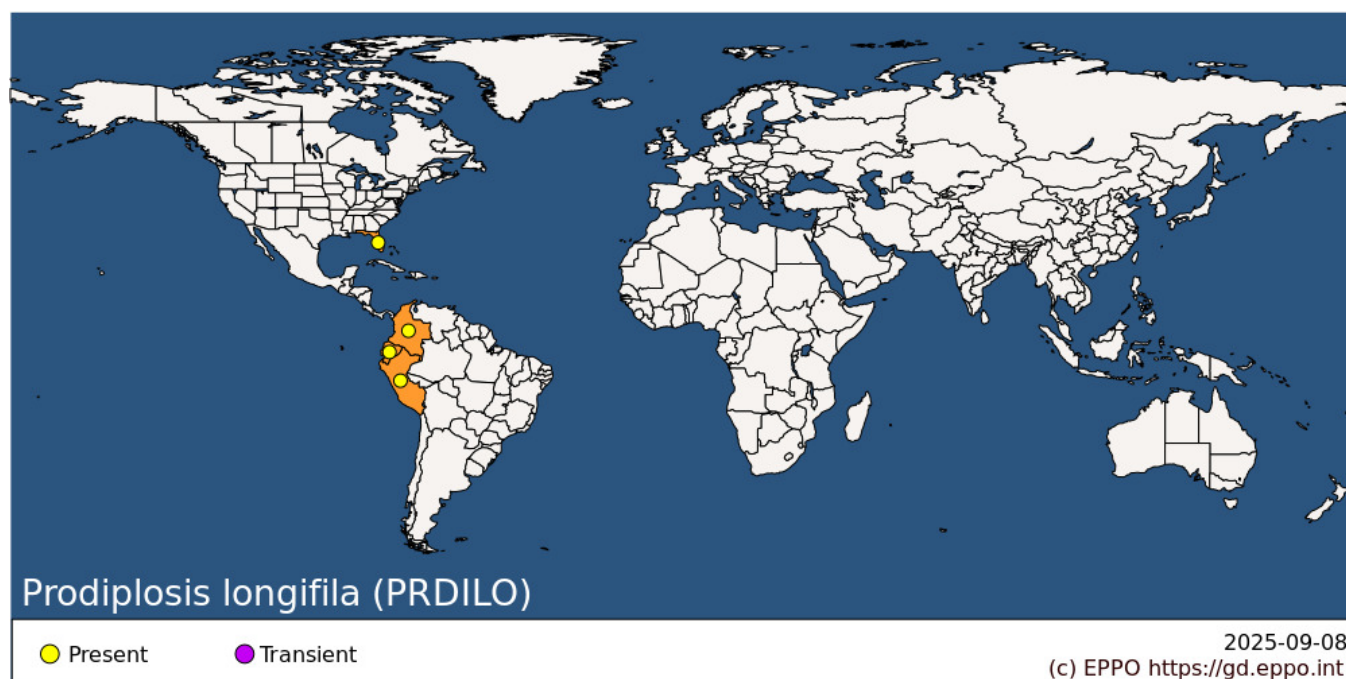 Prodiplosis longifila (PRDILO)
Present
Transient
2025-09-08
(c) EPPO https://gd.eppo.int